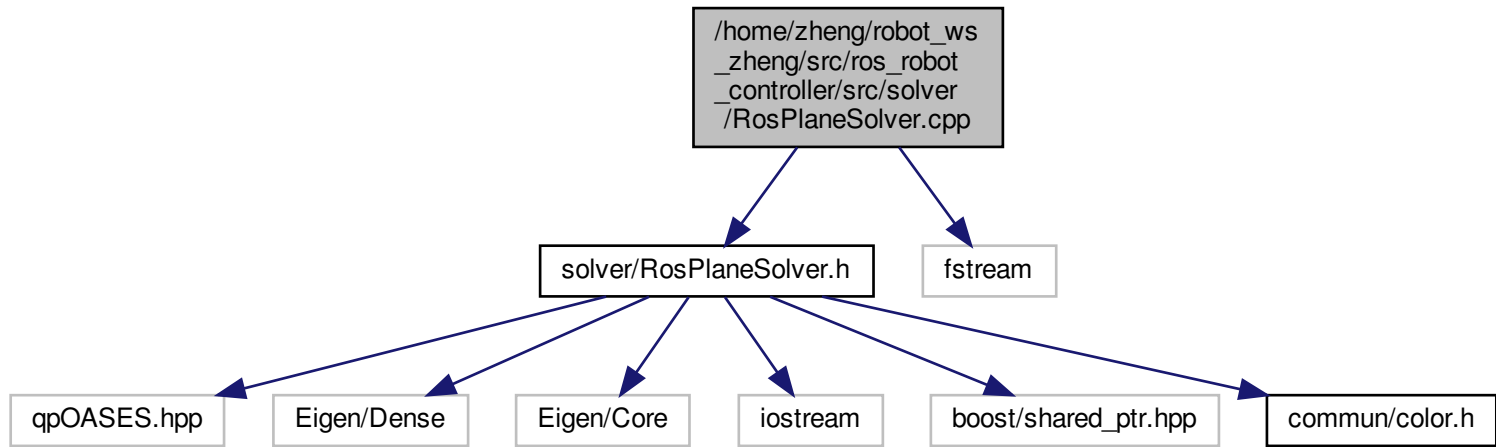 /home/zheng/robot_ws
_zheng/src/ros_robot
_controller/src/solver
/RosPlaneSolver.cpp
solver/RosPlaneSolver.h
fstream
qpOASES.hpp
Eigen/Dense
Eigen/Core
iostream
boost/shared_ptr.hpp
commun/color.h